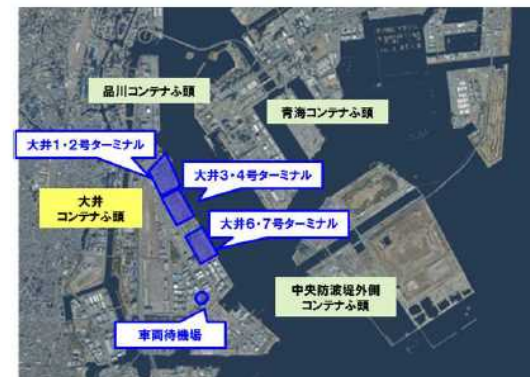 品川コンテナふ頭
青海コンテナふ頭
大井1・2号ターミナル
大井3・4号ターミナル
大井
コンテナふ頭
大井6・7号ターミナル
中央防波堤外側
コンテナふ頭
車両待機場